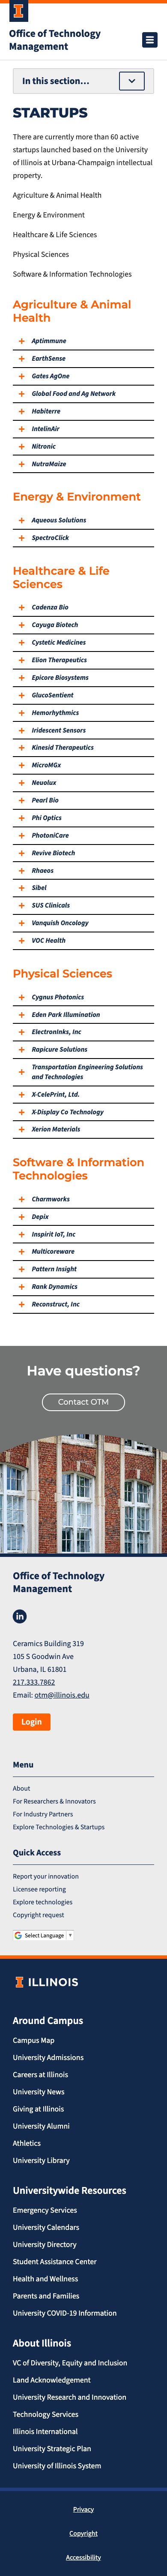 I
Office of Technology
Management
In this section...
STARTUPS
There are currently more than 60 active
startups launched based on the University
of Illinois at Urbana-Champaign intellectual
property.
Agriculture & Animal Health
Energy & Environment
Healthcare & Life Sciences
Physical Sciences
Software & Information Technologies
Agriculture & Animal
Health
+ Aptimmune
+ EarthSense
+ Gates AgOne
+ Global Food and Ag Network
+ Habiterre
+ IntelinAir
+ Nitronic
+ NutraMaize
Energy & Environment
+ Aqueous Solutions
+ SpectroClick
Healthcare & Life
Sciences
+ Cadenza Bio
+ Cayuga Biotech
+ Cystetic Medicines
+ Elion Therapeutics
+ Epicore Biosystems
+ GlucoSentient
+ Hemorhythmics
+ Iridescent Sensors
+ Kinesid Therapeutics
+ MicroMGx
+ Neuolux
+ Pearl Bio
+ Phi Optics
+ PhotoniCare
+ Revive Biotech
+ Rhaeos
+ Sibel
+ SUS Clinicals
+ Vanquish Oncology
+ VOC Health
Physical Sciences
+ Cygnus Photonics
+ Eden Park Illumination
+ ElectronInks, Inc
+ Rapicure Solutions
+ Transportation Engineering Solutions
and Technologies
+ X-CelePrint, Ltd.
+ X-Display Co Technology
+ Xerion Materials
Software & Information
Technologies
+ Charmworks
+ Depix
+ Inspirit IoT, Inc
+ Multicoreware
+ Pattern Insight
+ Rank Dynamics
+ Reconstruct, Inc
Have questions?
Contact OTM
Office of Technology
Management
in
Ceramics Building 319
105 S Goodwin Ave
Urbana, IL 61801
217.333.7862
Email: otm@illinois.edu
Login
Menu
About
For Researchers & Innovators
For Industry Partners
Explore Technologies & Startups
Quick Access
Report your innovation
Licensee reporting
Explore technologies
Copyright request
G Select Language ▼
I ILLINOIS
Around Campus
Campus Map
University Admissions
Careers at Illinois
University News
Giving at Illinois
University Alumni
Athletics
University Library
Universitywide Resources
Emergency Services
University Calendars
University Directory
Student Assistance Center
Health and Wellness
Parents and Families
University COVID-19 Information
About Illinois
VC of Diversity, Equity and Inclusion
Land Acknowledgement
University Research and Innovation
Technology Services
Illinois International
University Strategic Plan
University of Illinois System
Privacy
Copyright
Accessibility